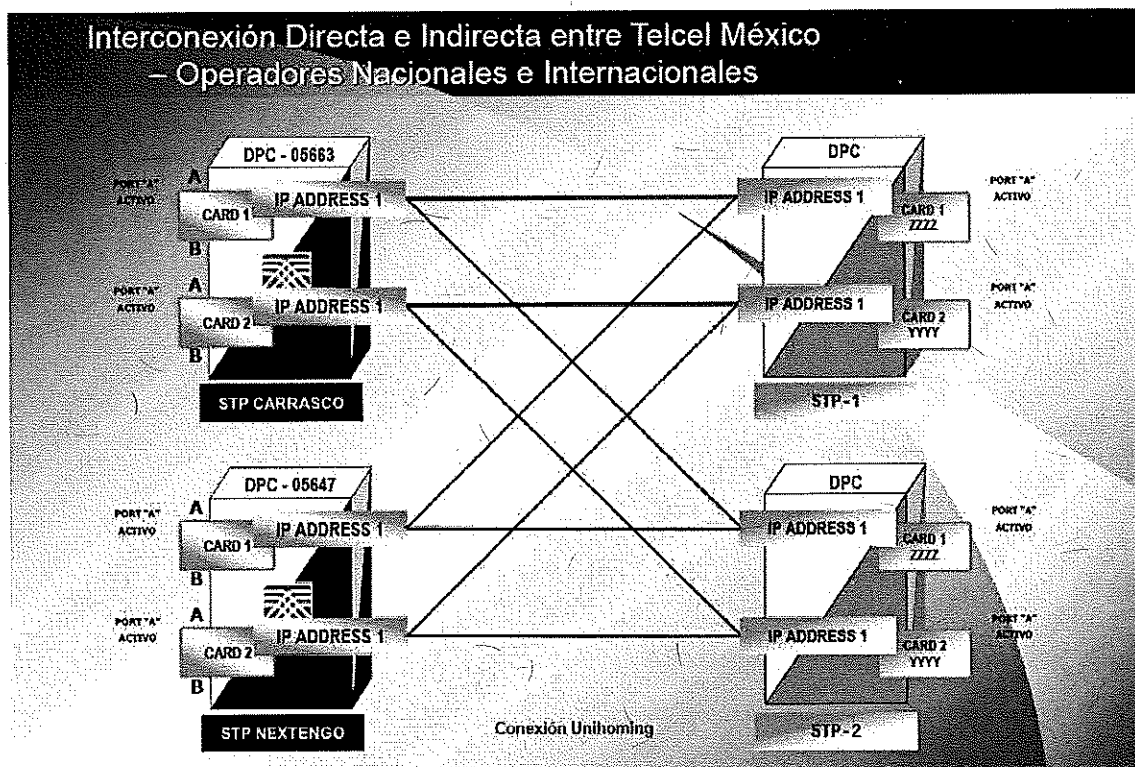 Interconexión Directa e Indirecta entre Telcel México
– Operadores Nacionales e Internacionales
DPC - 05663
A
PORT "A"
ACTIVO
IP ADDRESS 1
CARD 1
B
A
PORT "A"
ACTIVO
IP ADDRESS 1
CARD 2
B
STP CARRASCO
DPC
IP ADDRESS 1
PORT "A"
ACTIVO
CARD 1
ZZZZ
IP ADDRESS 1
PORT "A"
ACTIVO
CARD 2
YYYY
STP-1
DPC - 05647
A
PORT "A"
ACTIVO
IP ADDRESS 1
CARD 1
B
A
PORT "A"
ACTIVO
IP ADDRESS 1
CARD 2
B
STP NEXTENGO
DPC
IP ADDRESS 1
PORT "A"
ACTIVO
CARD 1
ZZZZ
IP ADDRESS 1
PORT "A"
ACTIVO
CARD 2
YYYY
STP-2
Conexión Unihoming